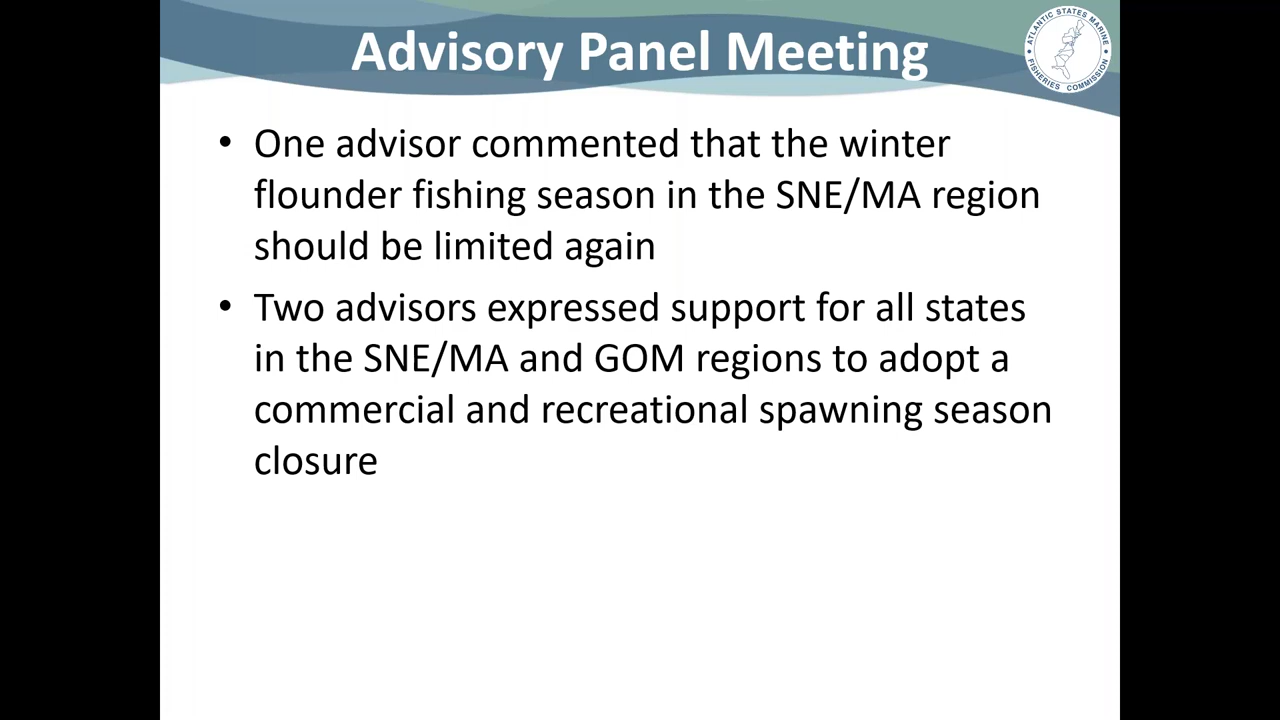 Advisory Panel Meeting
ATLANTIC STATES MARINE
FISHERIES COMMISSION
• One advisor commented that the winter
flounder fishing season in the SNE/MA region
should be limited again
• Two advisors expressed support for all states
in the SNE/MA and GOM regions to adopt a
commercial and recreational spawning season
closure